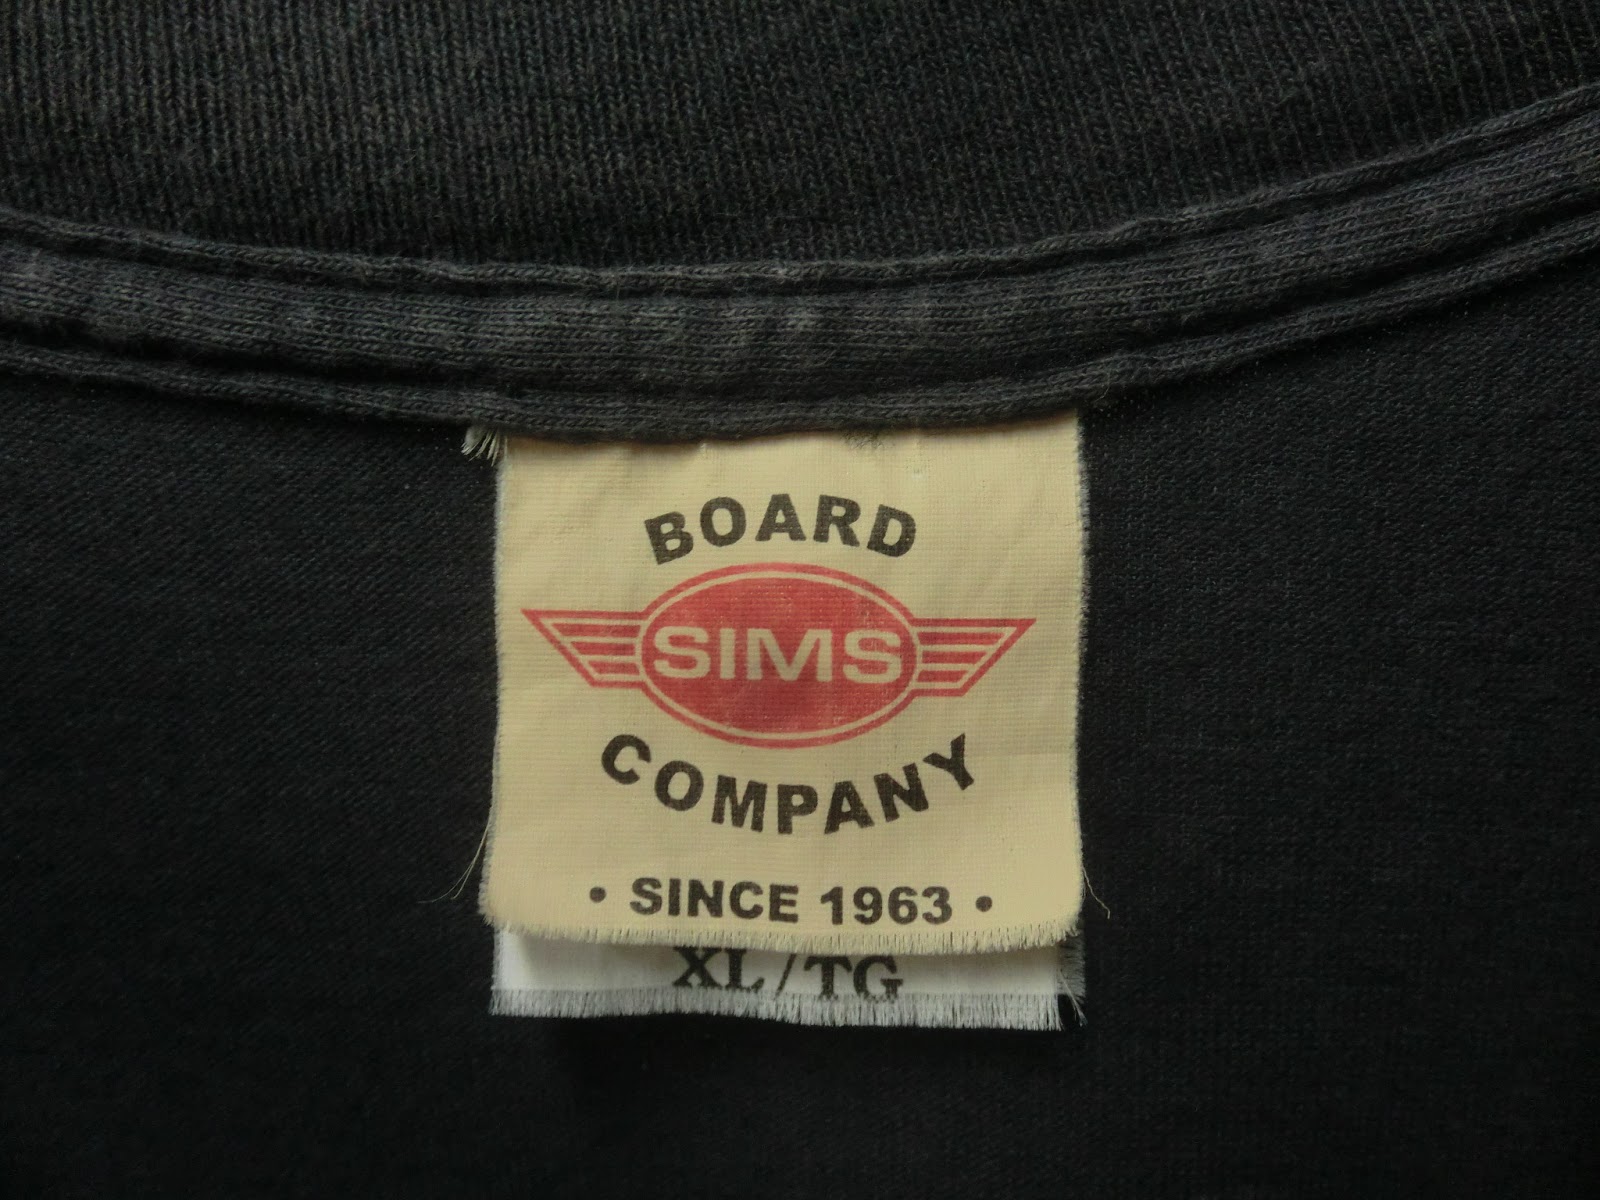 BOARD
SIMS
COMPANY
• SINCE 1963 •
XL/TG